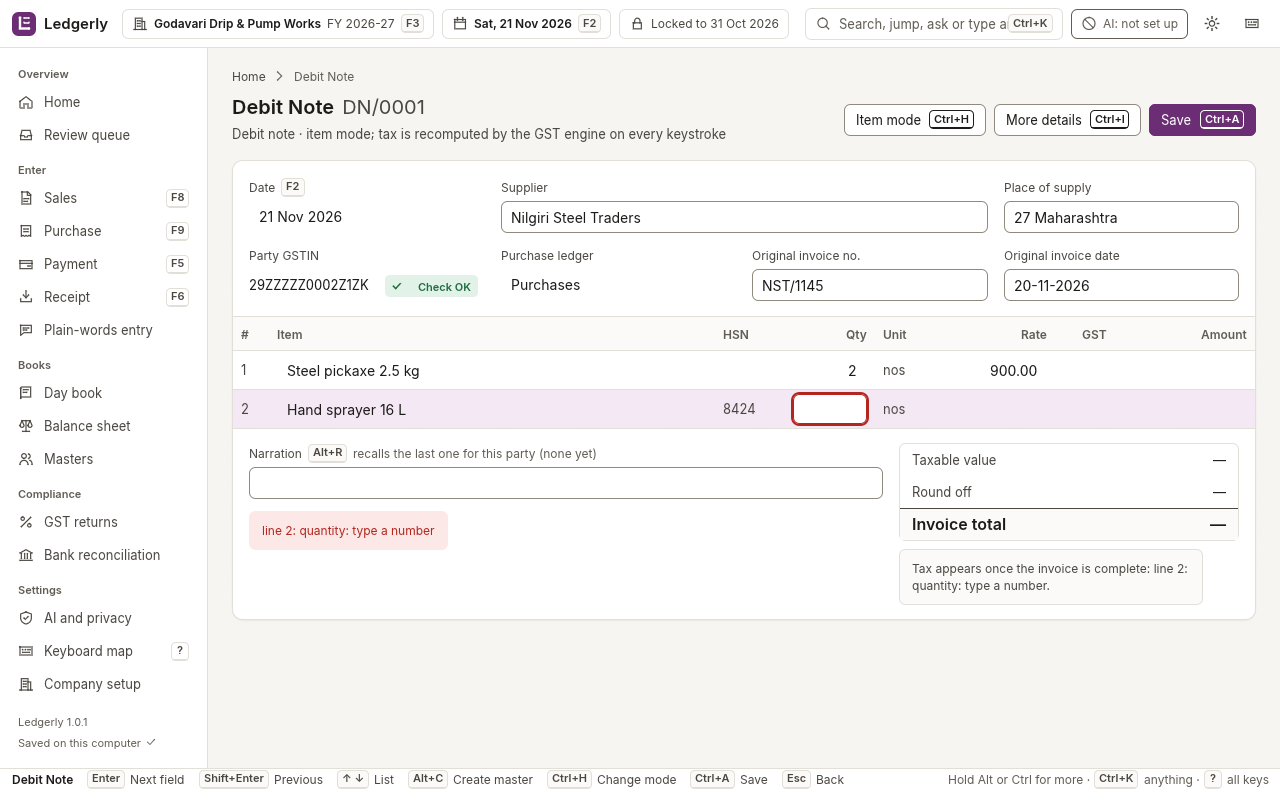 Ledgerly
Godavari Drip & Pump Works FY 2026-27 F3
Sat, 21 Nov 2026 F2
Locked to 31 Oct 2026
Search, jump, ask or type a Ctrl+K
AI: not set up
Overview
Home
Review queue
Enter
Sales F8
Purchase F9
Payment F5
Receipt F6
Plain-words entry
Books
Day book
Balance sheet
Masters
Compliance
GST returns
Bank reconciliation
Settings
AI and privacy
Keyboard map ?
Company setup
Ledgerly 1.0.1
Saved on this computer
Home Debit Note
Debit Note DN/0001
Debit note · item mode; tax is recomputed by the GST engine on every keystroke
Item mode Ctrl+H
More details Ctrl+I
Save Ctrl+A
Date F2
Supplier
Place of supply
21 Nov 2026
Nilgiri Steel Traders
27 Maharashtra
Party GSTIN
Purchase ledger
Original invoice no.
Original invoice date
29ZZZZZ0002Z1ZK Check OK
Purchases
NST/1145
20-11-2026
# Item HSN Qty Unit Rate GST Amount
1 Steel pickaxe 2.5 kg 2 nos 900.00
2 Hand sprayer 16 L 8424 nos
Narration Alt+R recalls the last one for this party (none yet)
line 2: quantity: type a number
Taxable value —
Round off —
Invoice total —
Tax appears once the invoice is complete: line 2:
quantity: type a number.
Debit Note Enter Next field Shift+Enter Previous ↑ ↓ List Alt+C Create master Ctrl+H Change mode Ctrl+A Save Esc Back
Hold Alt or Ctrl for more · Ctrl+K anything · ? all keys